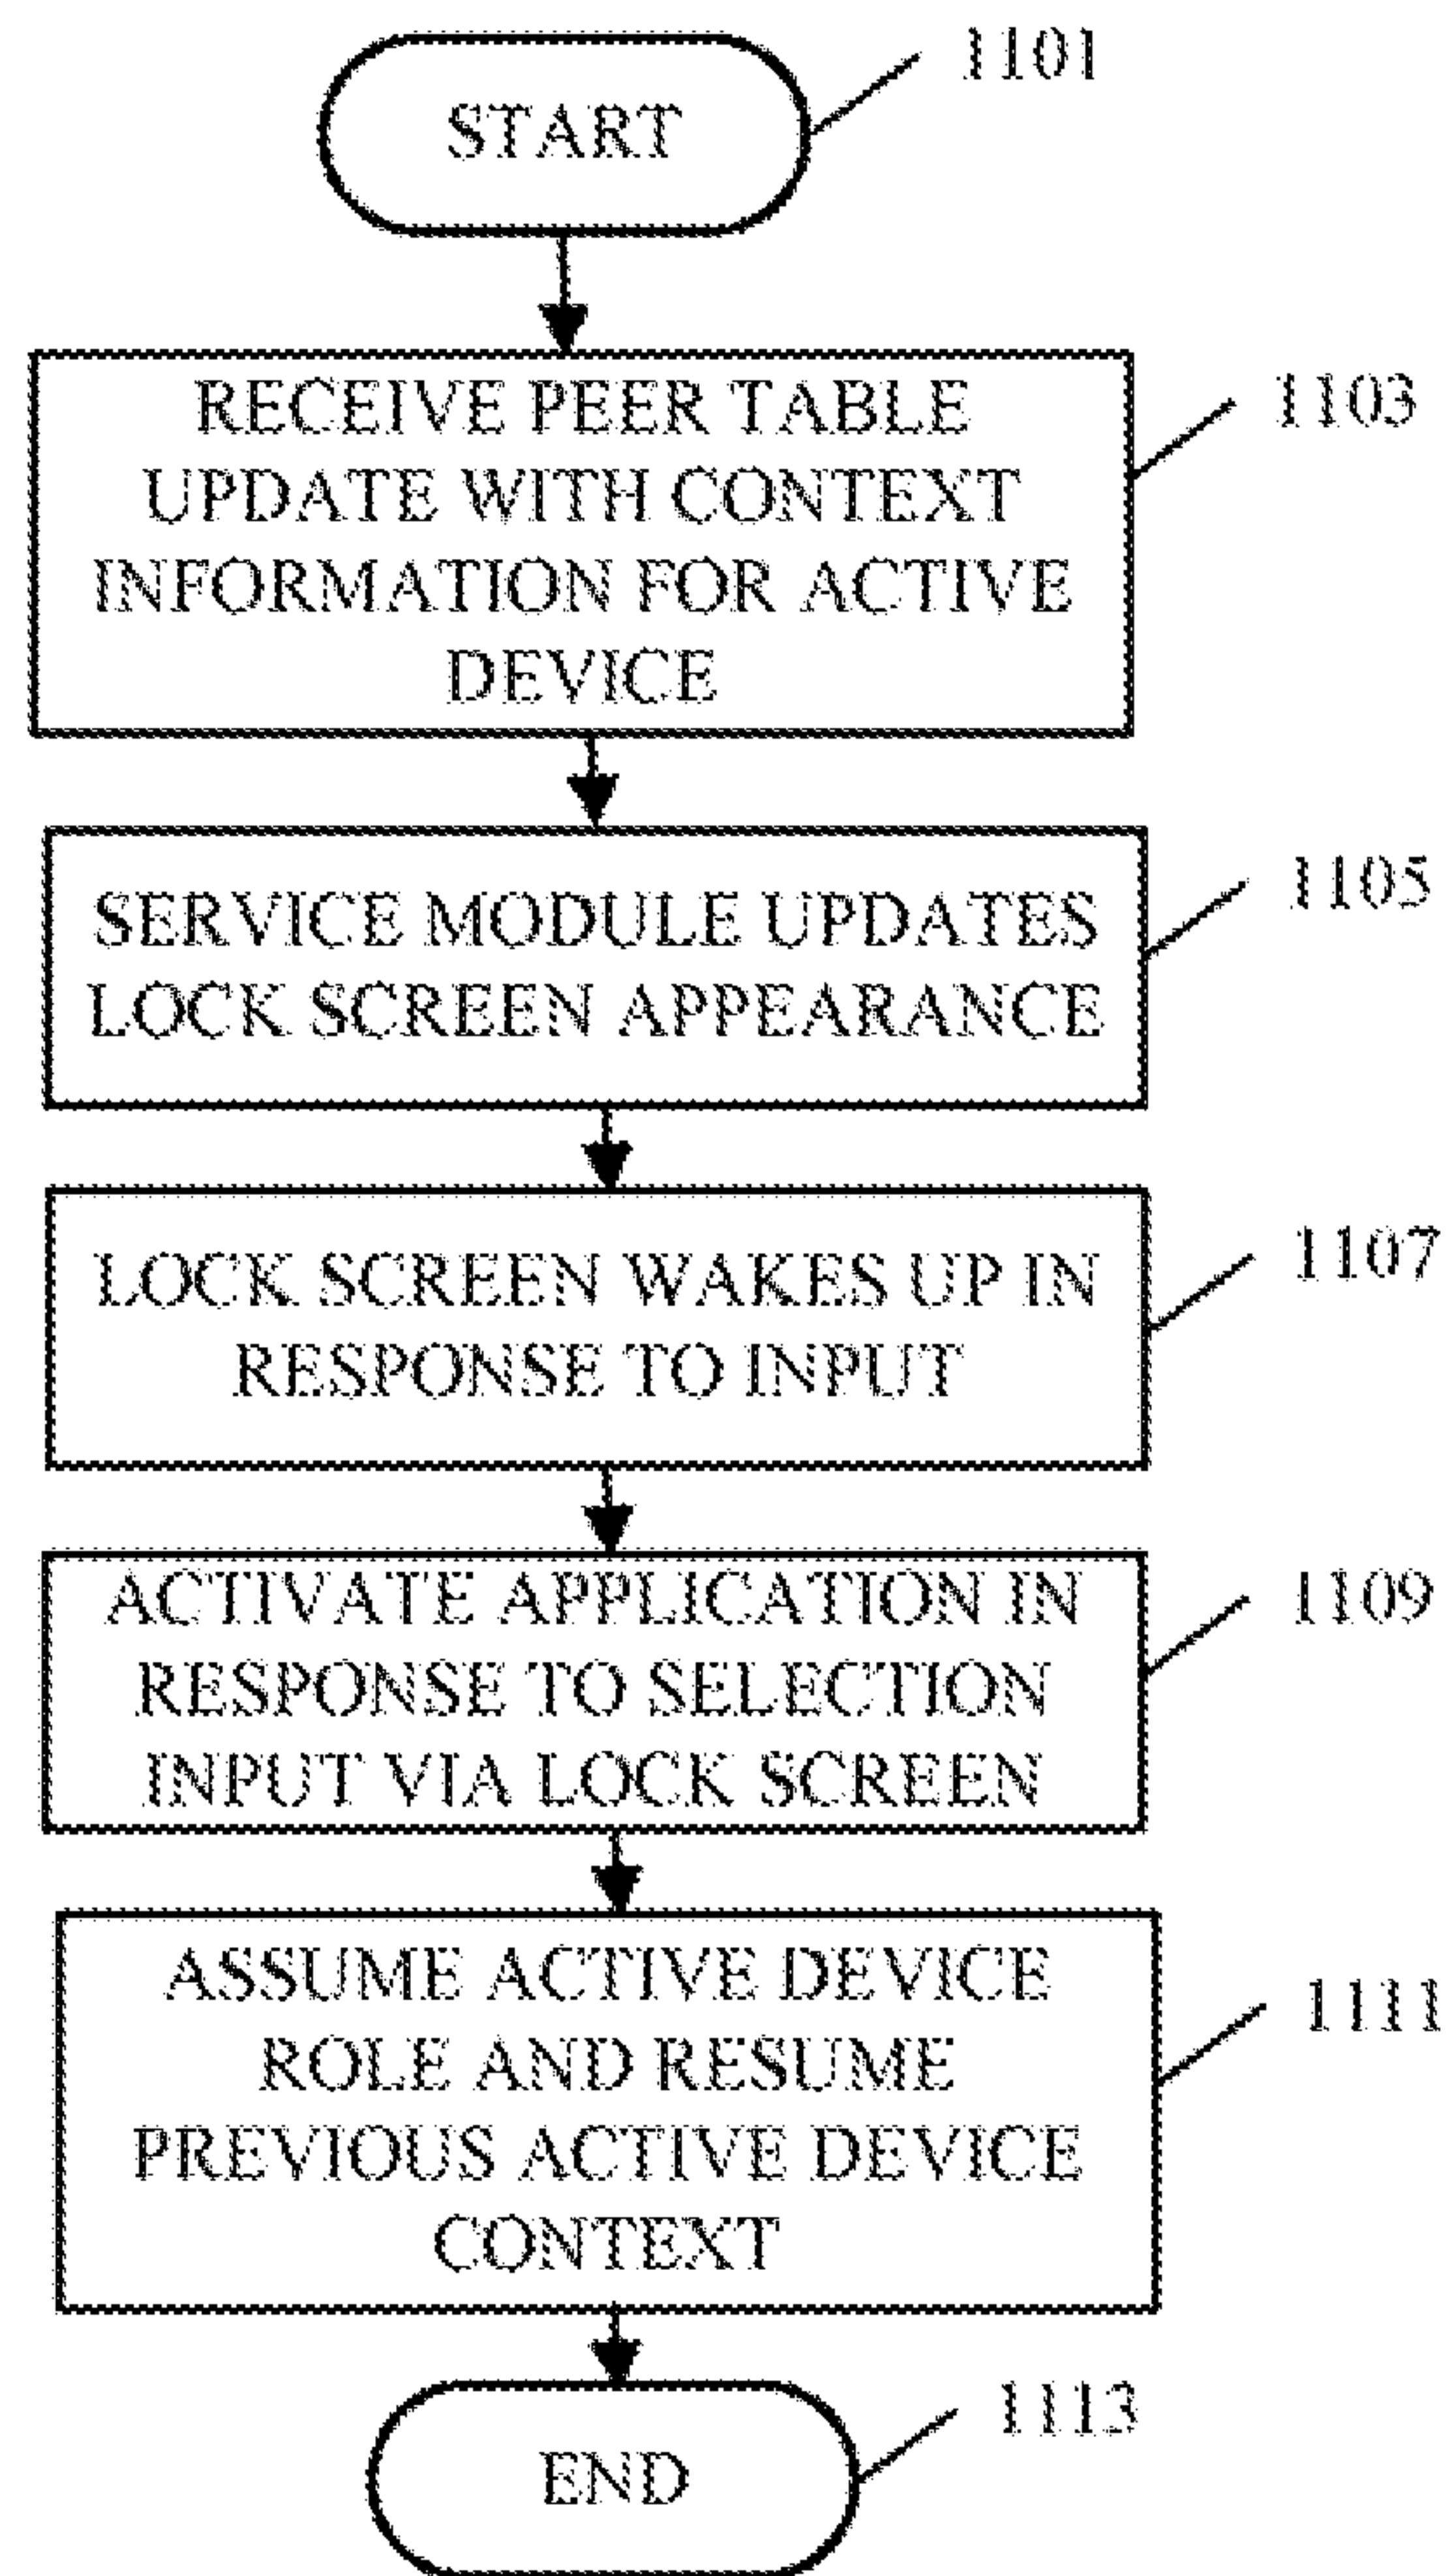 START
1101
RECEIVE PEER TABLE
UPDATE WITH CONTEXT
INFORMATION FOR ACTIVE
DEVICE
1103
SERVICE MODULE UPDATES
LOCK SCREEN APPEARANCE
1105
LOCK SCREEN WAKES UP IN
RESPONSE TO INPUT
1107
ACTIVATE APPLICATION IN
RESPONSE TO SELECTION
INPUT VIA LOCK SCREEN
1109
ASSUME ACTIVE DEVICE
ROLE AND RESUME
PREVIOUS ACTIVE DEVICE
CONTEXT
1111
END
1113